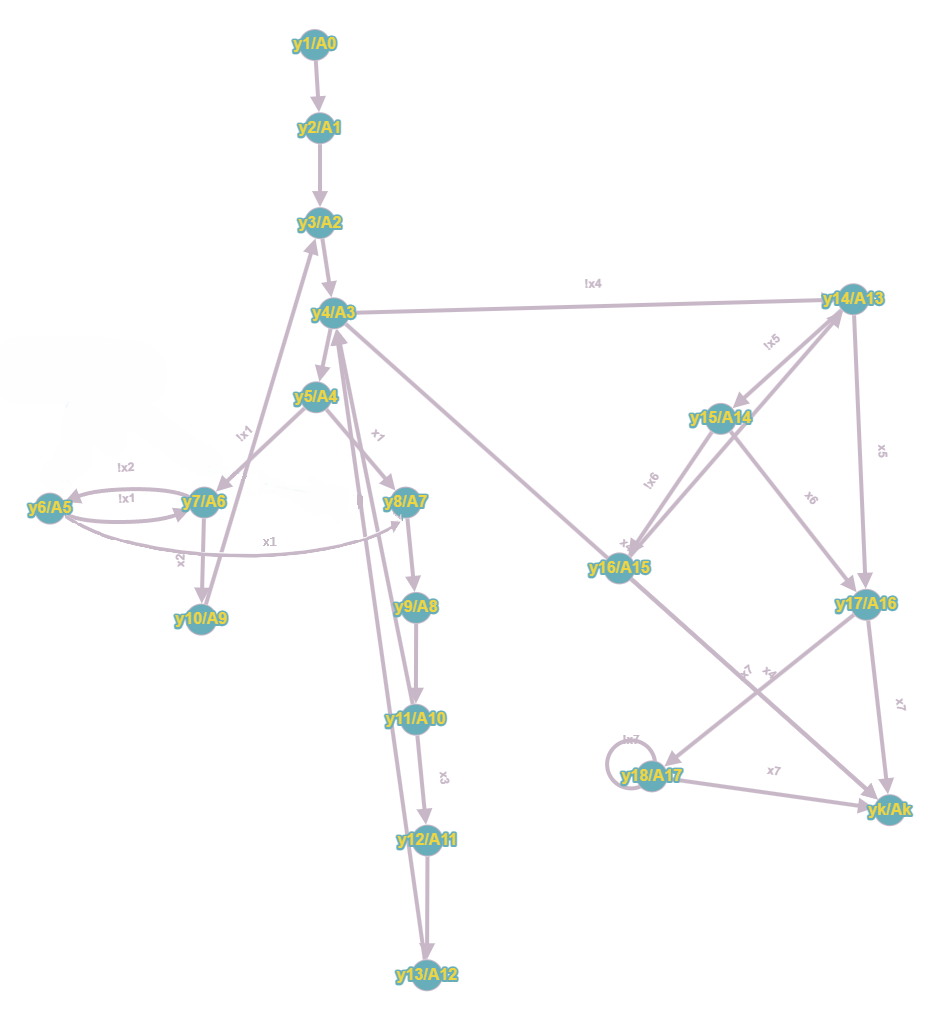 y1/A0
y2/A1
y3/A2
!x4
y14/A13
y4/A3
!x5
y5/A4
y15/A14
x1
!x1
x5
!x2
!x6
x6
y6/A5
!x1
y7/A6
y8/A7
x1
x2
y16/A15
y10/A9
y9/A8
y17/A16
x7
x4
x7
y11/A10
!x7
x3
y18/A17
x7
yk/Ak
y12/A11
y13/A12